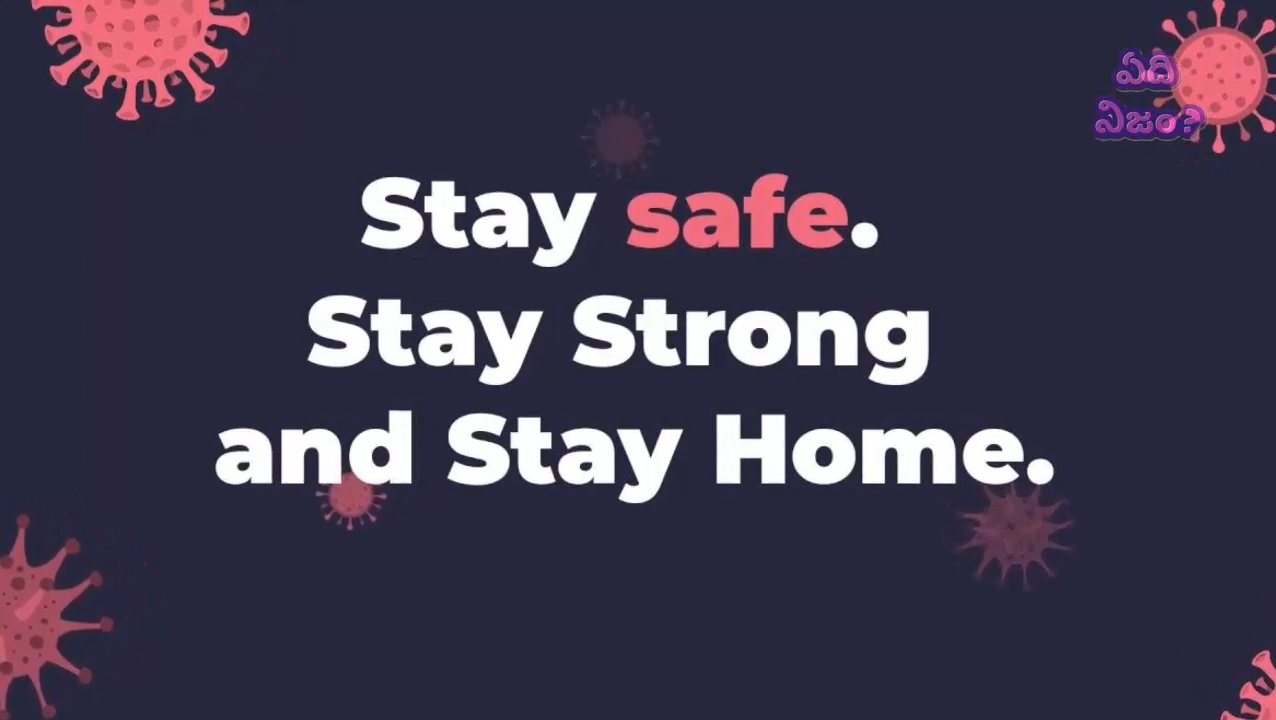 ఏది
నిజం?
Stay safe.
Stay Strong
and Stay Home.